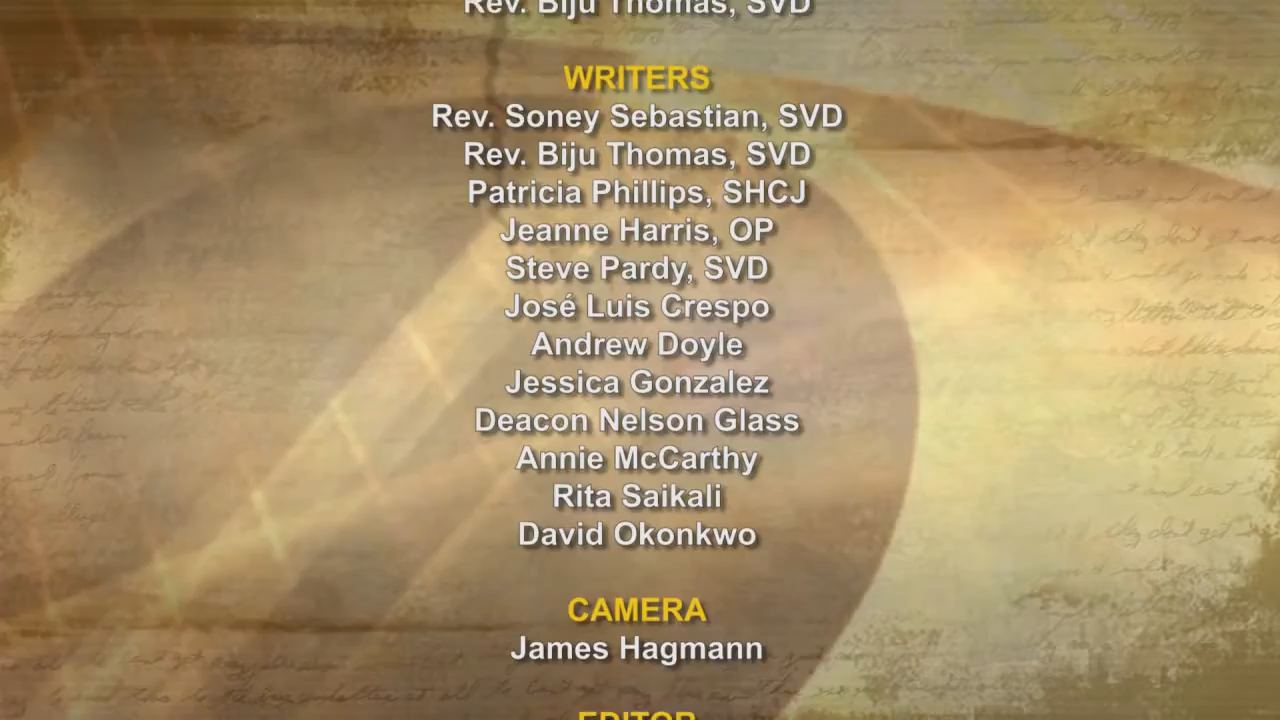 Rev. Biju Thomas, SVD
WRITERS
Rev. Soney Sebastian, SVD
Rev. Biju Thomas, SVD
Patricia Phillips, SHCJ
Jeanne Harris, OP
Steve Pardy, SVD
José Luis Crespo
Andrew Doyle
Jessica Gonzalez
Deacon Nelson Glass
Annie McCarthy
Rita Saikali
David Okonkwo
CAMERA
James Hagmann
EDITOR